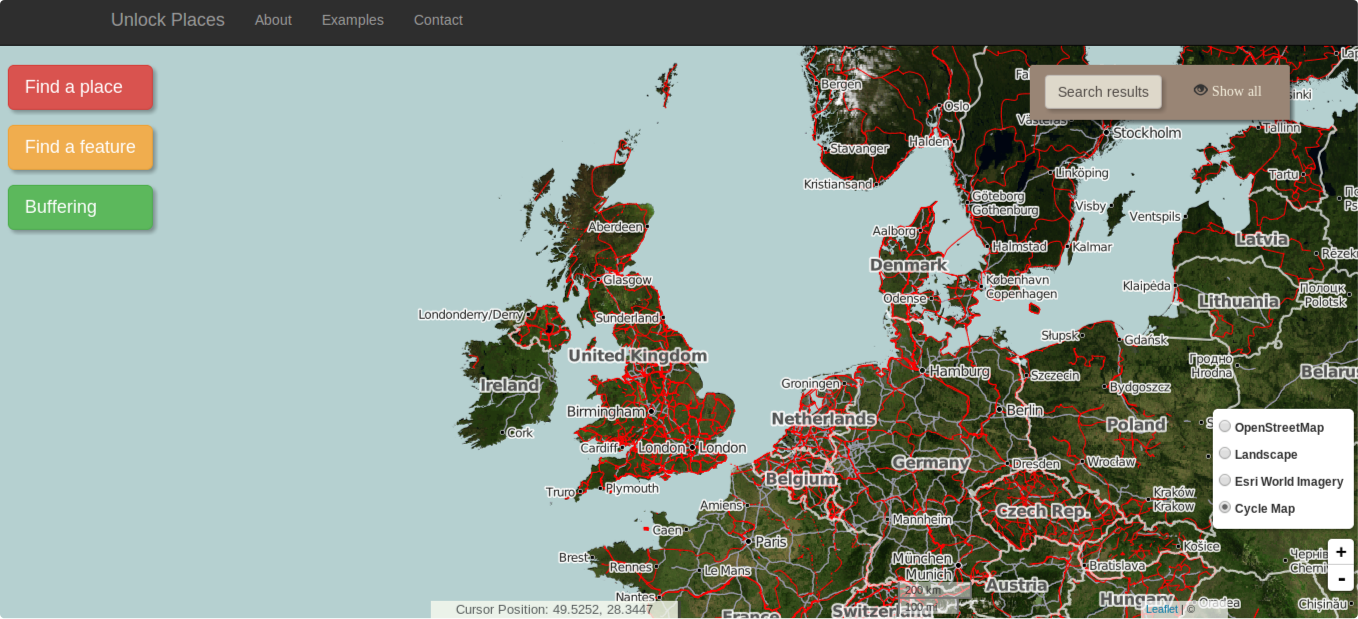 Unlock Places About Examples Contact
Find a place
Find a feature
Buffering
Search results Show all
Bergen
Oslo
Stockholm
Tallinn
Stavanger
Halden
Linköping
Tartu
Kristiansand
Göteborg
Gothenburg
Visby
Ventspils
Aberdeen
Aalborg
Halmstad
Kalmar
Latvia
Denmark
Glasgow
København
Copenhagen
Klaipėda
Полоцк
Polotsk
Odense
Lithuania
Londonderry/Derry
Sunderland
Słupsk
Gdańsk
United Kingdom
Гродно
Hrodna
Ireland
Groningen
Hamburg
Szczecin
Bydgoszcz
Birmingham
Netherlands
Berlin
Poland
Cork
Cardiff
London
London
Belgium
Germany
Dresden
Wrocław
Truro
Plymouth
Amiens
Czech Rep.
Kraków
Krakow
Caen
Paris
Mannheim
Brest
Rennes
Le Mans
München
Munich
Bratislava
Košice
Nantes
Austria
Hungary
Oradea
Chișinău
France
Switzerland
OpenStreetMap
Landscape
Esri World Imagery
Cycle Map
+
-
200 km
100 mi
Cursor Position: 49.5252, 28.3447
Leaflet | ©